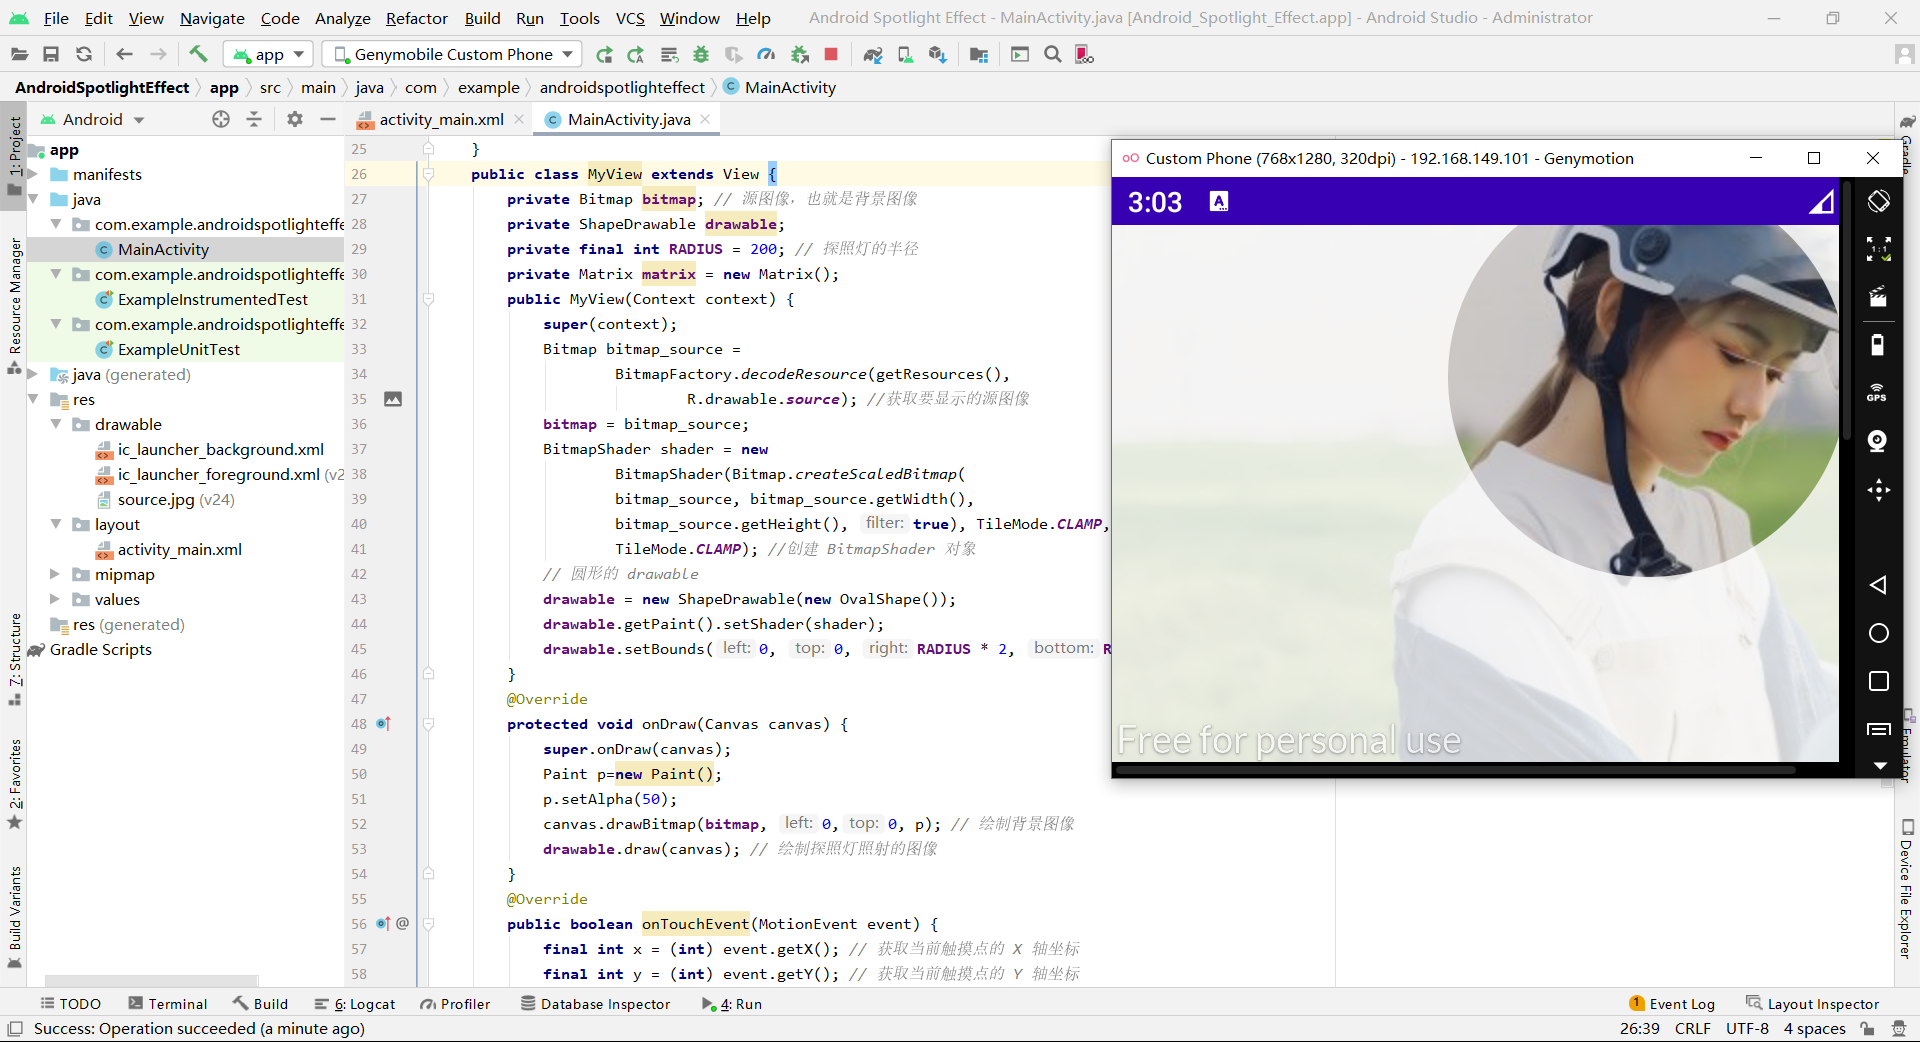 File Edit View Navigate Code Analyze Refactor Build Run Tools VCS Window Help Android Spotlight Effect - MainActivity.java [Android_Spotlight_Effect.app] - Android Studio - Administrator
app Genymobile Custom Phone
AndroidSpotlightEffect app src main java com example androidspotlighteffect MainActivity
Android
activity_main.xml MainActivity.java
1: Project
Resource Manager
7: Structure
2: Favorites
Build Variants
app
manifests
java
com.example.androidspotlighteffe
MainActivity
com.example.androidspotlighteffe
ExampleInstrumentedTest
com.example.androidspotlighteffe
ExampleUnitTest
java (generated)
res
drawable
ic_launcher_background.xml
ic_launcher_foreground.xml (v2
source.jpg (v24)
layout
activity_main.xml
mipmap
values
res (generated)
Gradle Scripts
25 }
26 public class MyView extends View {
27 private Bitmap bitmap; // 源图像，也就是背景图像
28 private ShapeDrawable drawable;
29 private final int RADIUS = 200; // 探照灯的半径
30 private Matrix matrix = new Matrix();
31 public MyView(Context context) {
32 super(context);
33 Bitmap bitmap_source =
34 BitmapFactory.decodeResource(getResources(),
35 R.drawable.source); //获取要显示的源图像
36 bitmap = bitmap_source;
37 BitmapShader shader = new
38 BitmapShader(Bitmap.createScaledBitmap(
39 bitmap_source, bitmap_source.getWidth(),
40 bitmap_source.getHeight(), filter: true), TileMode.CLAMP,
41 TileMode.CLAMP); //创建 BitmapShader 对象
42 // 圆形的 drawable
43 drawable = new ShapeDrawable(new OvalShape());
44 drawable.getPaint().setShader(shader);
45 drawable.setBounds( left: 0, top: 0, right: RADIUS * 2, bottom: R
46 }
47 @Override
48 protected void onDraw(Canvas canvas) {
49 super.onDraw(canvas);
50 Paint p=new Paint();
51 p.setAlpha(50);
52 canvas.drawBitmap(bitmap, left: 0, top: 0, p); // 绘制背景图像
53 drawable.draw(canvas); // 绘制探照灯照射的图像
54 }
55 @Override
56 @ public boolean onTouchEvent(MotionEvent event) {
57 final int x = (int) event.getX(); // 获取当前触摸点的 X 轴坐标
58 final int y = (int) event.getY(); // 获取当前触摸点的 Y 轴坐标
Custom Phone (768x1280, 320dpi) - 192.168.149.101 - Genymotion
3:03 A
1:1
GPS
Free for personal use
Gradle
Emulator
Device File Explorer
TODO Terminal Build 6: Logcat Profiler Database Inspector 4: Run 1 Event Log Layout Inspector
Success: Operation succeeded (a minute ago) 26:39 CRLF UTF-8 4 spaces